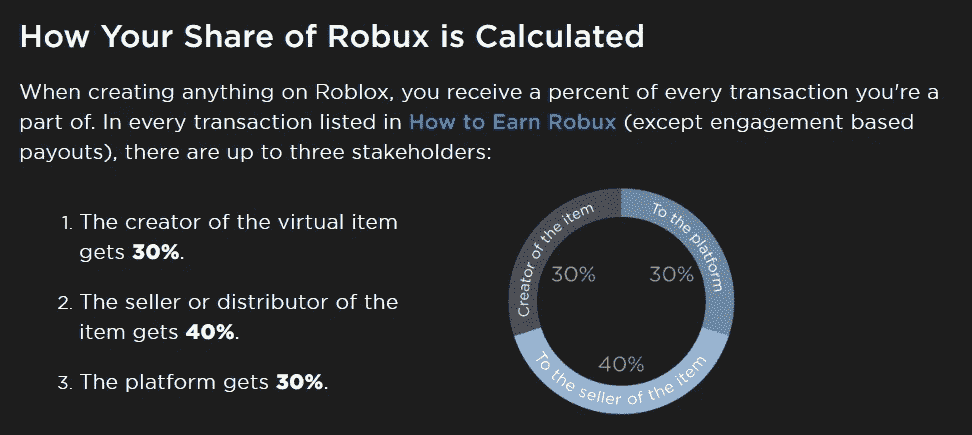 How Your Share of Robux is Calculated
When creating anything on Roblox, you receive a percent of every transaction you're a
part of. In every transaction listed in How to Earn Robux (except engagement based
payouts), there are up to three stakeholders:
1. The creator of the virtual item
gets 30%.
2. The seller or distributor of the
item gets 40%.
3. The platform gets 30%.
Creator of the item
30%
To the platform
30%
40%
To the seller of the item